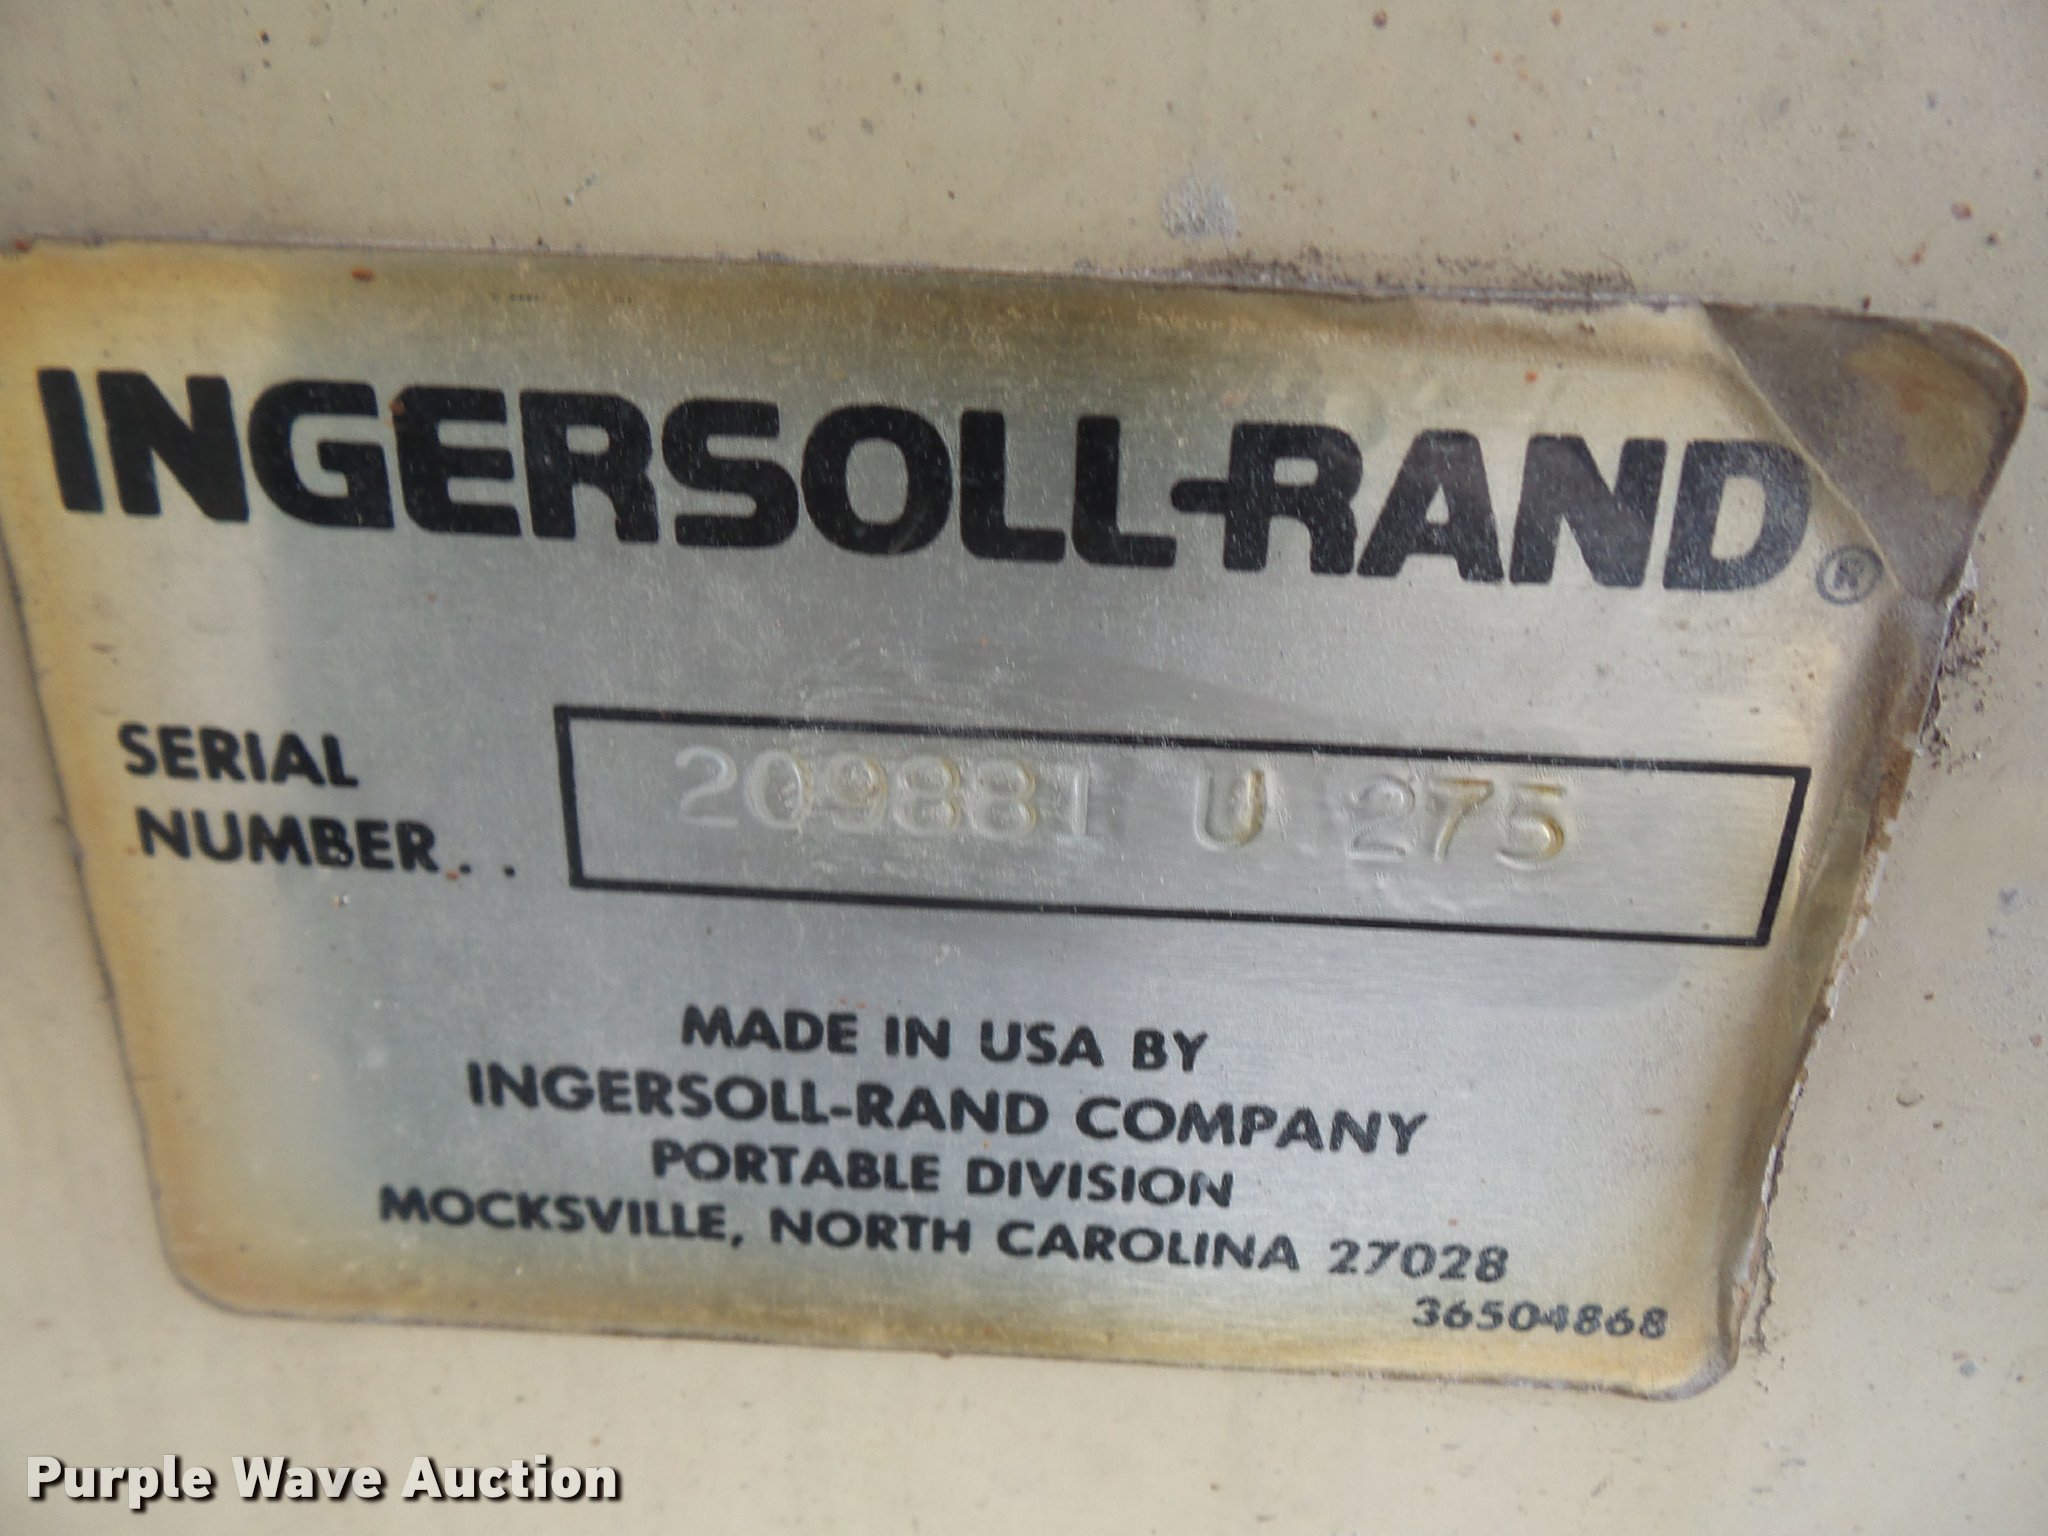 INGERSOLL-RAND®
SERIAL
NUMBER.. 209881 U 275
MADE IN USA BY
INGERSOLL-RAND COMPANY
PORTABLE DIVISION
MOCKSVILLE, NORTH CAROLINA 27028
36504868
Purple Wave Auction